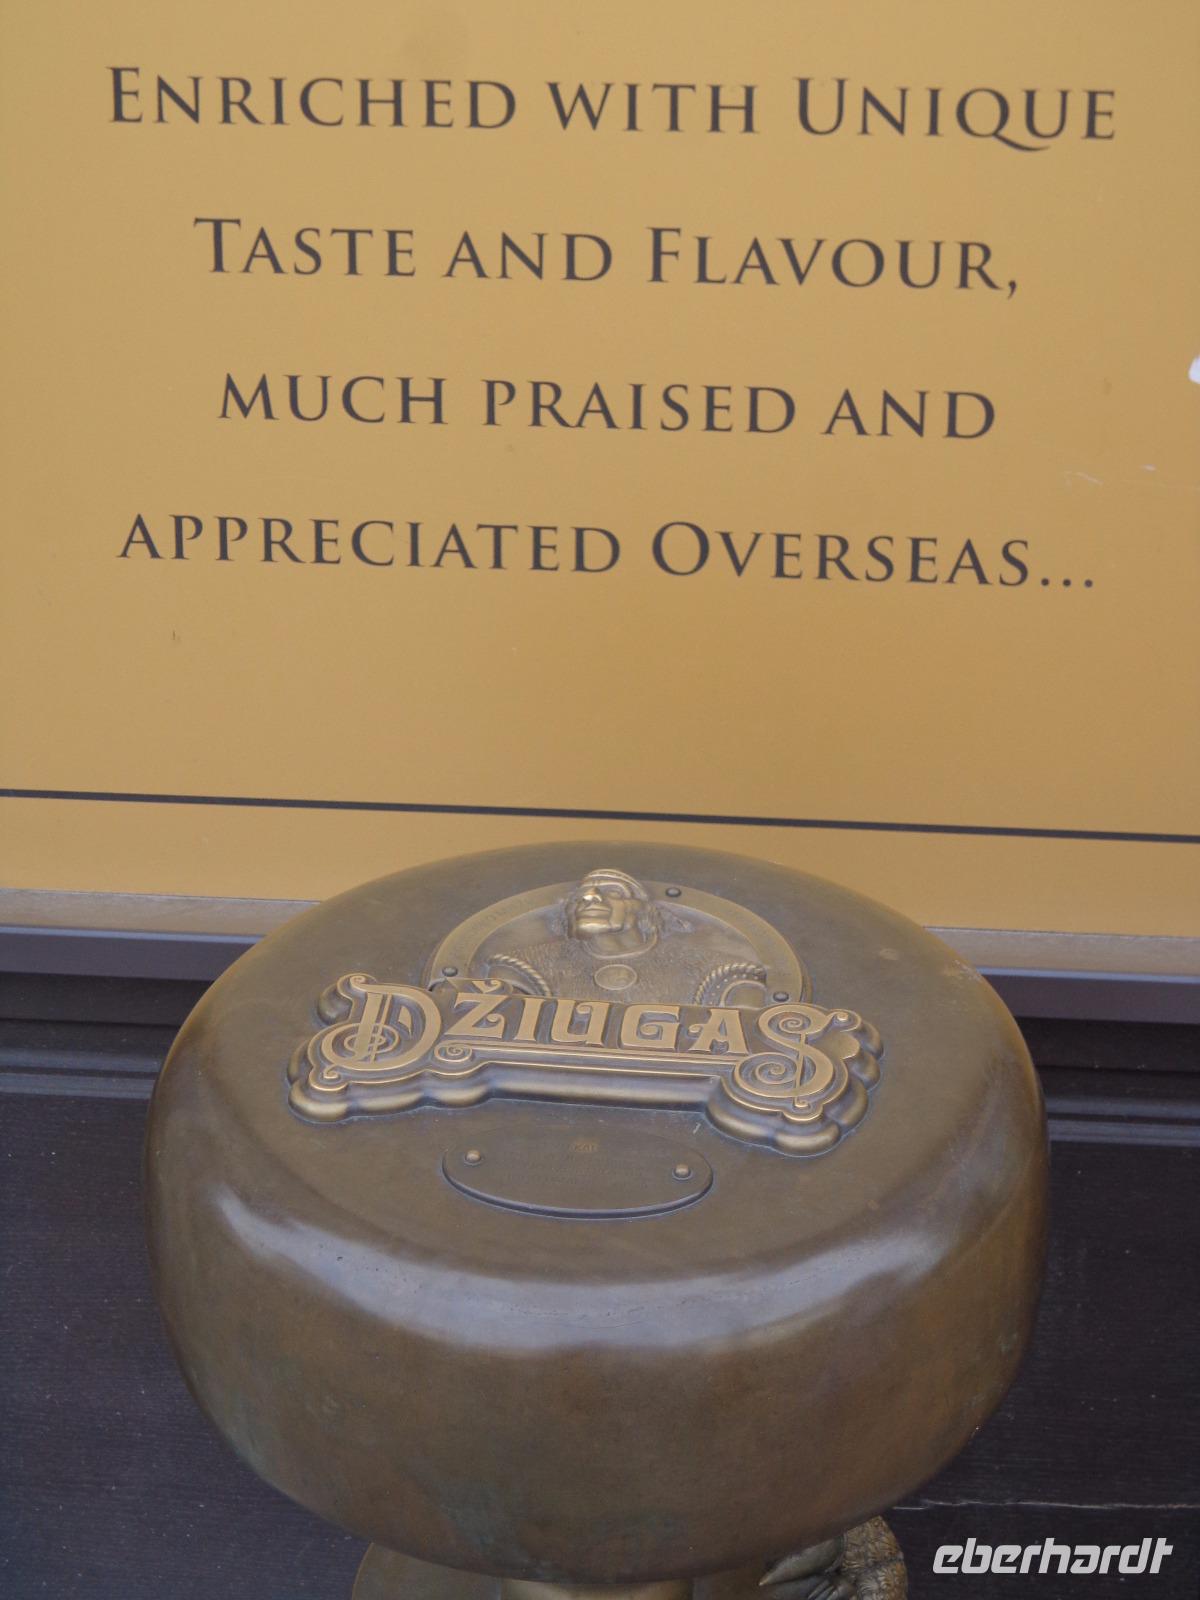 ENRICHED WITH UNIQUE
TASTE AND FLAVOUR,
MUCH PRAISED AND
APPRECIATED OVERSEAS...
DŽIUGAS
eberhardt